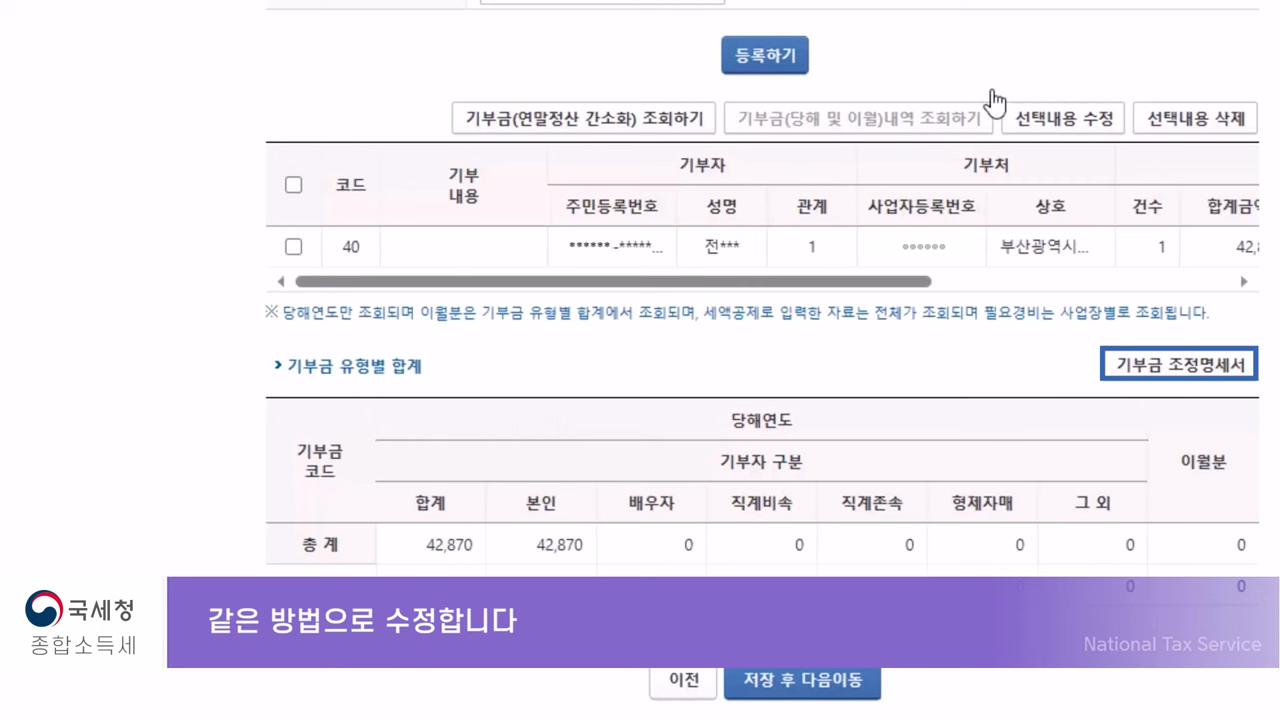 등록하기
기부금(연말정산 간소화) 조회하기 기부금(당해 및 이월)내역 조회하기 선택내용 수정 선택내용 삭제
코드 기부 내용 기부자 기부처
주민등록번호 성명 관계 사업자등록번호 상호 건수 합계금
40 ******-*****... 전*** 1 ∘∘∘∘∘∘ 부산광역시... 1 42,
※ 당해연도만 조회되며 이월분은 기부금 유형별 합계에서 조회되며, 세액공제로 입력한 자료는 전체가 조회되며 필요경비는 사업장별로 조회됩니다.
기부금 유형별 합계 기부금 조정명세서
기부금 코드 당해연도 이월분
기부자 구분
합계 본인 배우자 직계비속 직계존속 형제자매 그 외
총 계 42,870 42,870 0 0 0 0 0 0
0 0
국세청
종합소득세
같은 방법으로 수정합니다
National Tax Service
이전 저장 후 다음이동